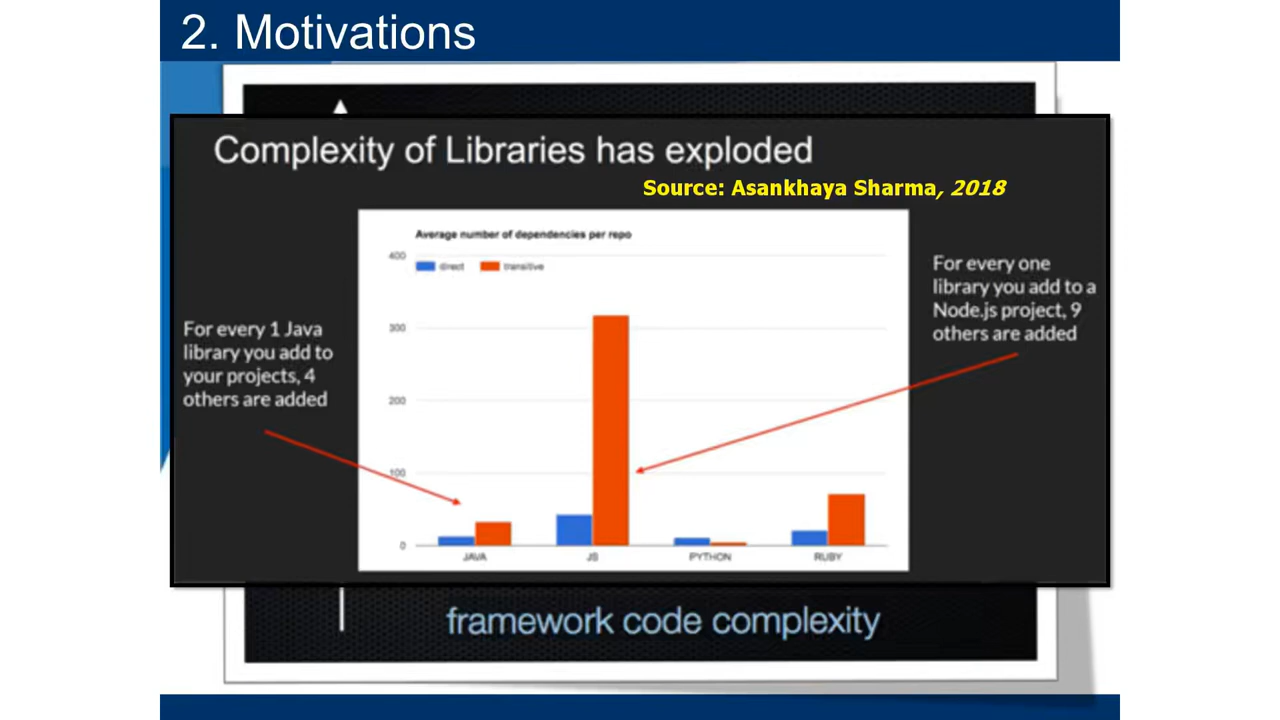 2. Motivations
Complexity of Libraries has exploded
Source: Asankhaya Sharma, 2018
Average number of dependencies per repo
400
direct
transitive
300
200
100
0
JAVA
JS
PYTHON
RUBY
For every 1 Java
library you add to
your projects, 4
others are added
For every one
library you add to a
Node.js project, 9
others are added
framework code complexity